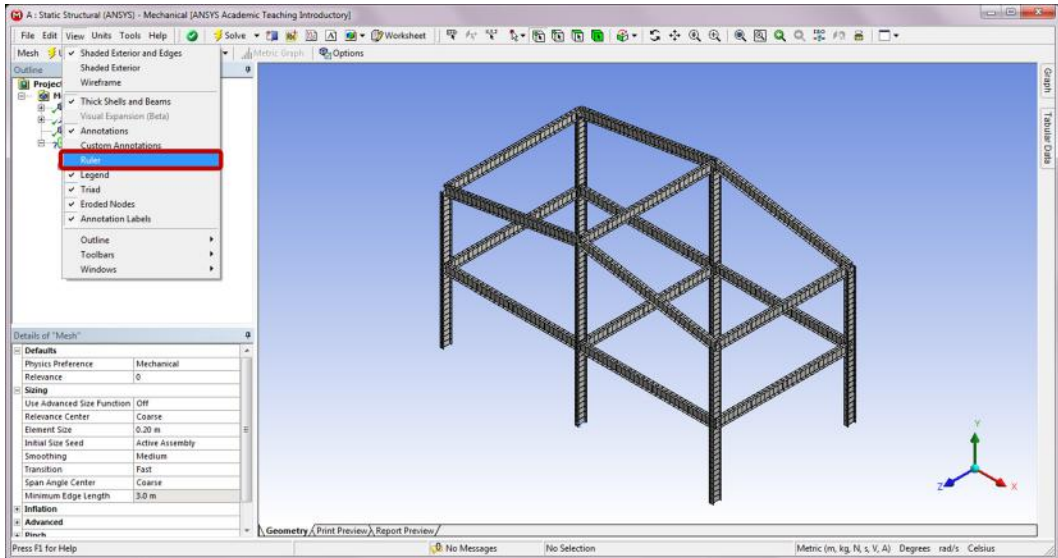 A : Static Structural (ANSYS) - Mechanical [ANSYS Academic Teaching Introductory]
File Edit View Units Tools Help Solve Worksheet
Mesh Metric Graph Options
Outline
Shaded Exterior and Edges
Shaded Exterior
Wireframe
Thick Shells and Beams
Visual Expansion (Beta)
Annotations
Custom Annotations
Ruler
Legend
Triad
Eroded Nodes
Annotation Labels
Outline
Toolbars
Windows
Projec
Graph
Tabular Data
Details of "Mesh"
Defaults
Physics Preference Mechanical
Relevance 0
Sizing
Use Advanced Size Function Off
Relevance Center Coarse
Element Size 0.20 m
Initial Size Seed Active Assembly
Smoothing Medium
Transition Fast
Span Angle Center Coarse
Minimum Edge Length 3.0 m
Inflation
Advanced
Pinch
Y
Z X
Geometry Print Preview Report Preview
Press F1 for Help No Messages No Selection Metric (m, kg, N, s, V, A) Degrees rad/s Celsius